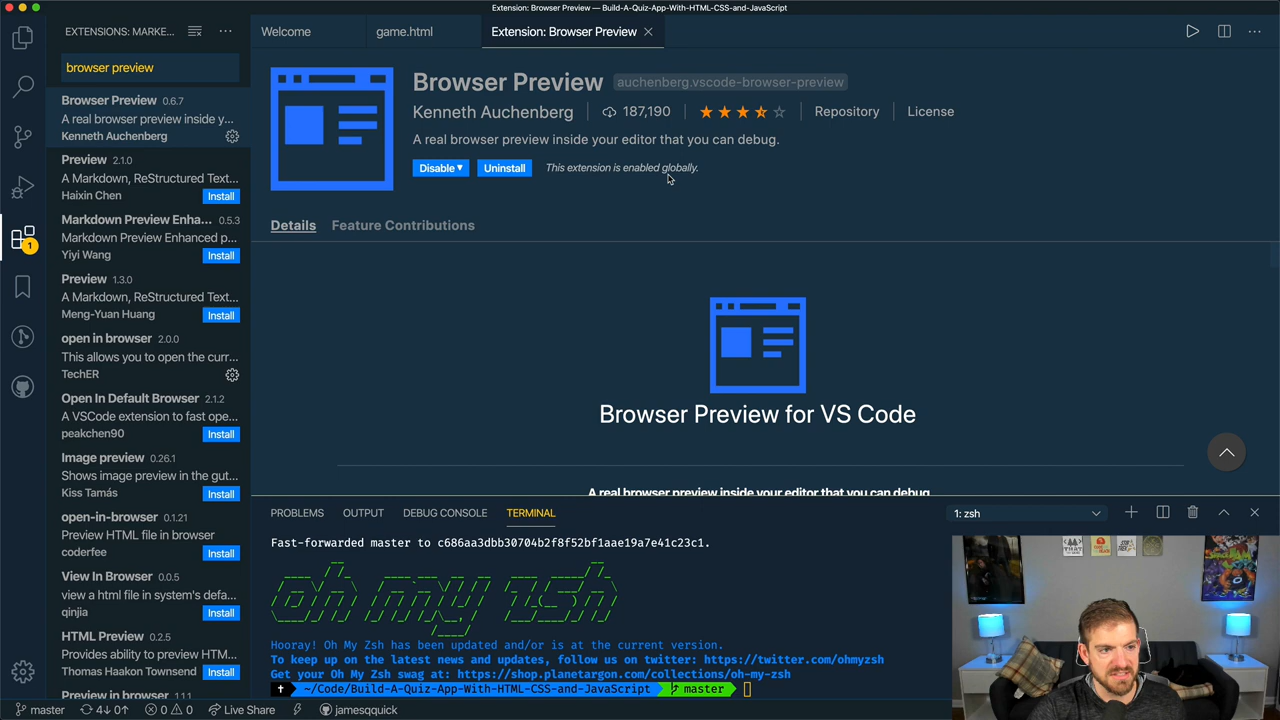 Extension: Browser Preview — Build-A-Quiz-App-With-HTML-CSS-and-JavaScript
EXTENSIONS: MARKE...
Welcome
game.html
Extension: Browser Preview
browser preview
Browser Preview 0.6.7
A real browser preview inside y...
Kenneth Auchenberg
Preview 2.1.0
A Markdown, ReStructured Text...
Haixin Chen
Install
Markdown Preview Enha... 0.5.3
Markdown Preview Enhanced p...
Yiyi Wang
Install
Preview 1.3.0
A Markdown, ReStructured Text...
Meng-Yuan Huang
Install
open in browser 2.0.0
This allows you to open the curr...
TechER
Open In Default Browser 2.1.2
A VSCode extension to fast ope...
peakchen90
Install
Image preview 0.26.1
Shows image preview in the gut...
Kiss Tamás
Install
open-in-browser 0.1.21
Preview HTML file in browser
coderfee
Install
View In Browser 0.0.5
view a html file in system's defa...
qinjia
Install
HTML Preview 0.2.5
Provides ability to preview HTM...
Thomas Haakon Townsend
Install
Preview in browser 1.1.1
1
Browser Preview auchenberg.vscode-browser-preview
Kenneth Auchenberg 187,190 Repository License
A real browser preview inside your editor that you can debug.
Disable Uninstall This extension is enabled globally.
Details Feature Contributions
Browser Preview for VS Code
A real browser preview inside your editor that you can debug
PROBLEMS OUTPUT DEBUG CONSOLE TERMINAL 1: zsh
Fast-forwarded master to c686aa3dbb30704b2f8f52bf1aae19a7e41c23c1.
oh my zsh
Hooray! Oh My Zsh has been updated and/or is at the current version.
To keep up on the latest news and updates, follow us on twitter: https://twitter.com/ohmyzsh
Get your Oh My Zsh swag at: https://shop.planetargon.com/collections/oh-my-zsh
~/Code/Build-A-Quiz-App-With-HTML-CSS-and-JavaScript master
master 4↓ 0↑ 0 0 Live Share jamesqquick